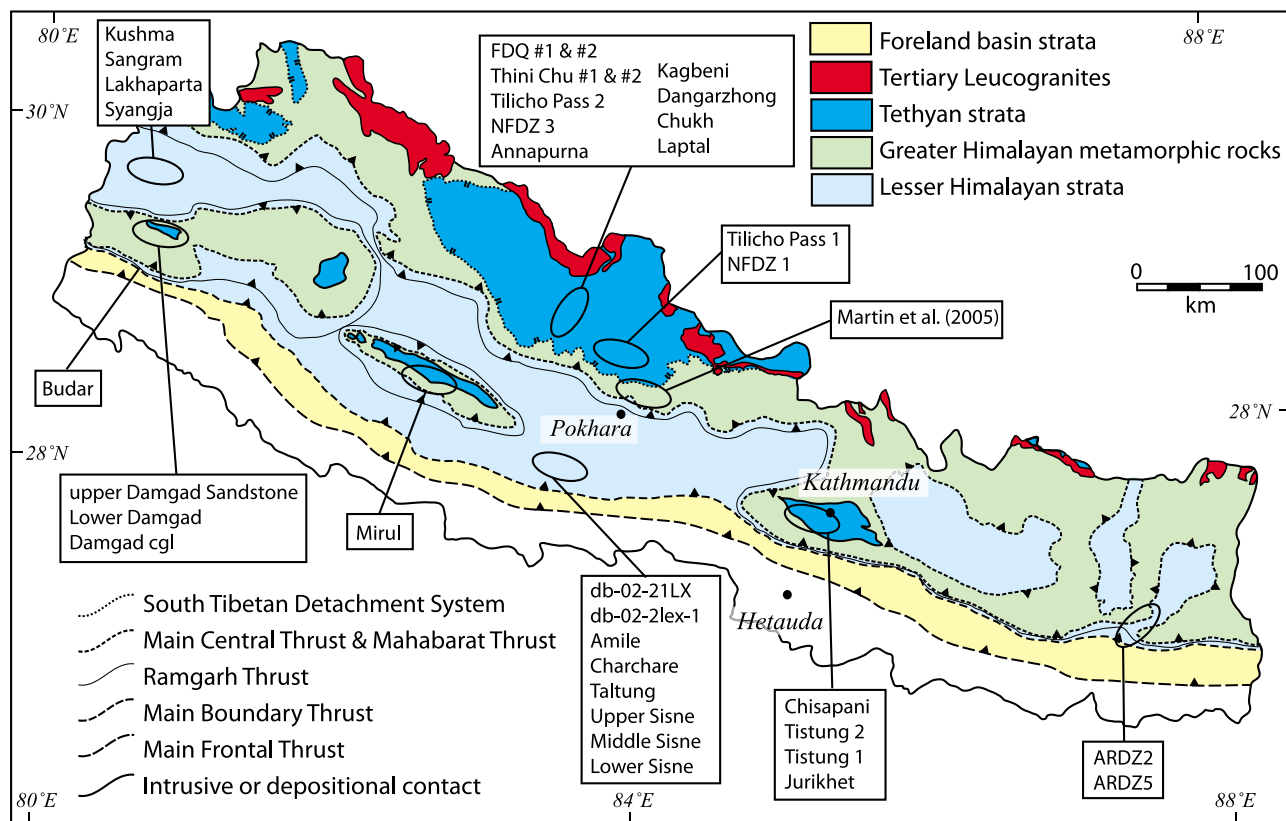 80˚E
88˚E
30˚N
28˚N
28˚N
80˚E
84˚E
88˚E
Kushma
Sangram
Lakhaparta
Syangja
FDQ #1 & #2
Thini Chu #1 & #2
Tilicho Pass 2
NFDZ 3
Annapurna
Kagbeni
Dangarzhong
Chukh
Laptal
Foreland basin strata
Tertiary Leucogranites
Tethyan strata
Greater Himalayan metamorphic rocks
Lesser Himalayan strata
Tilicho Pass 1
NFDZ 1
0 100
km
Martin et al. (2005)
Budar
Pokhara
Kathmandu
Hetauda
upper Damgad Sandstone
Lower Damgad
Damgad cgl
Mirul
db-02-21LX
db-02-2lex-1
Amile
Charchare
Taltung
Upper Sisne
Middle Sisne
Lower Sisne
Chisapani
Tistung 2
Tistung 1
Jurikhet
ARDZ2
ARDZ5
South Tibetan Detachment System
Main Central Thrust & Mahabarat Thrust
Ramgarh Thrust
Main Boundary Thrust
Main Frontal Thrust
Intrusive or depositional contact